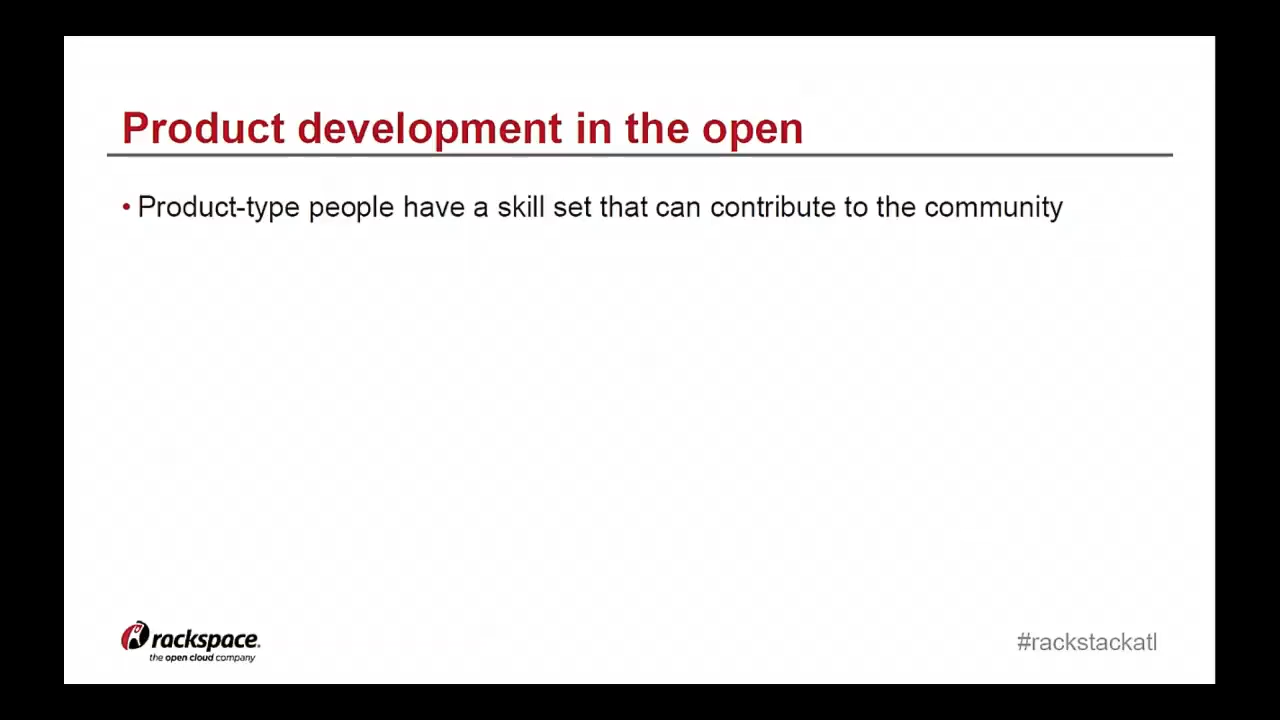 Product development in the open
• Product-type people have a skill set that can contribute to the community
rackspace.
the open cloud company
#rackstackatl